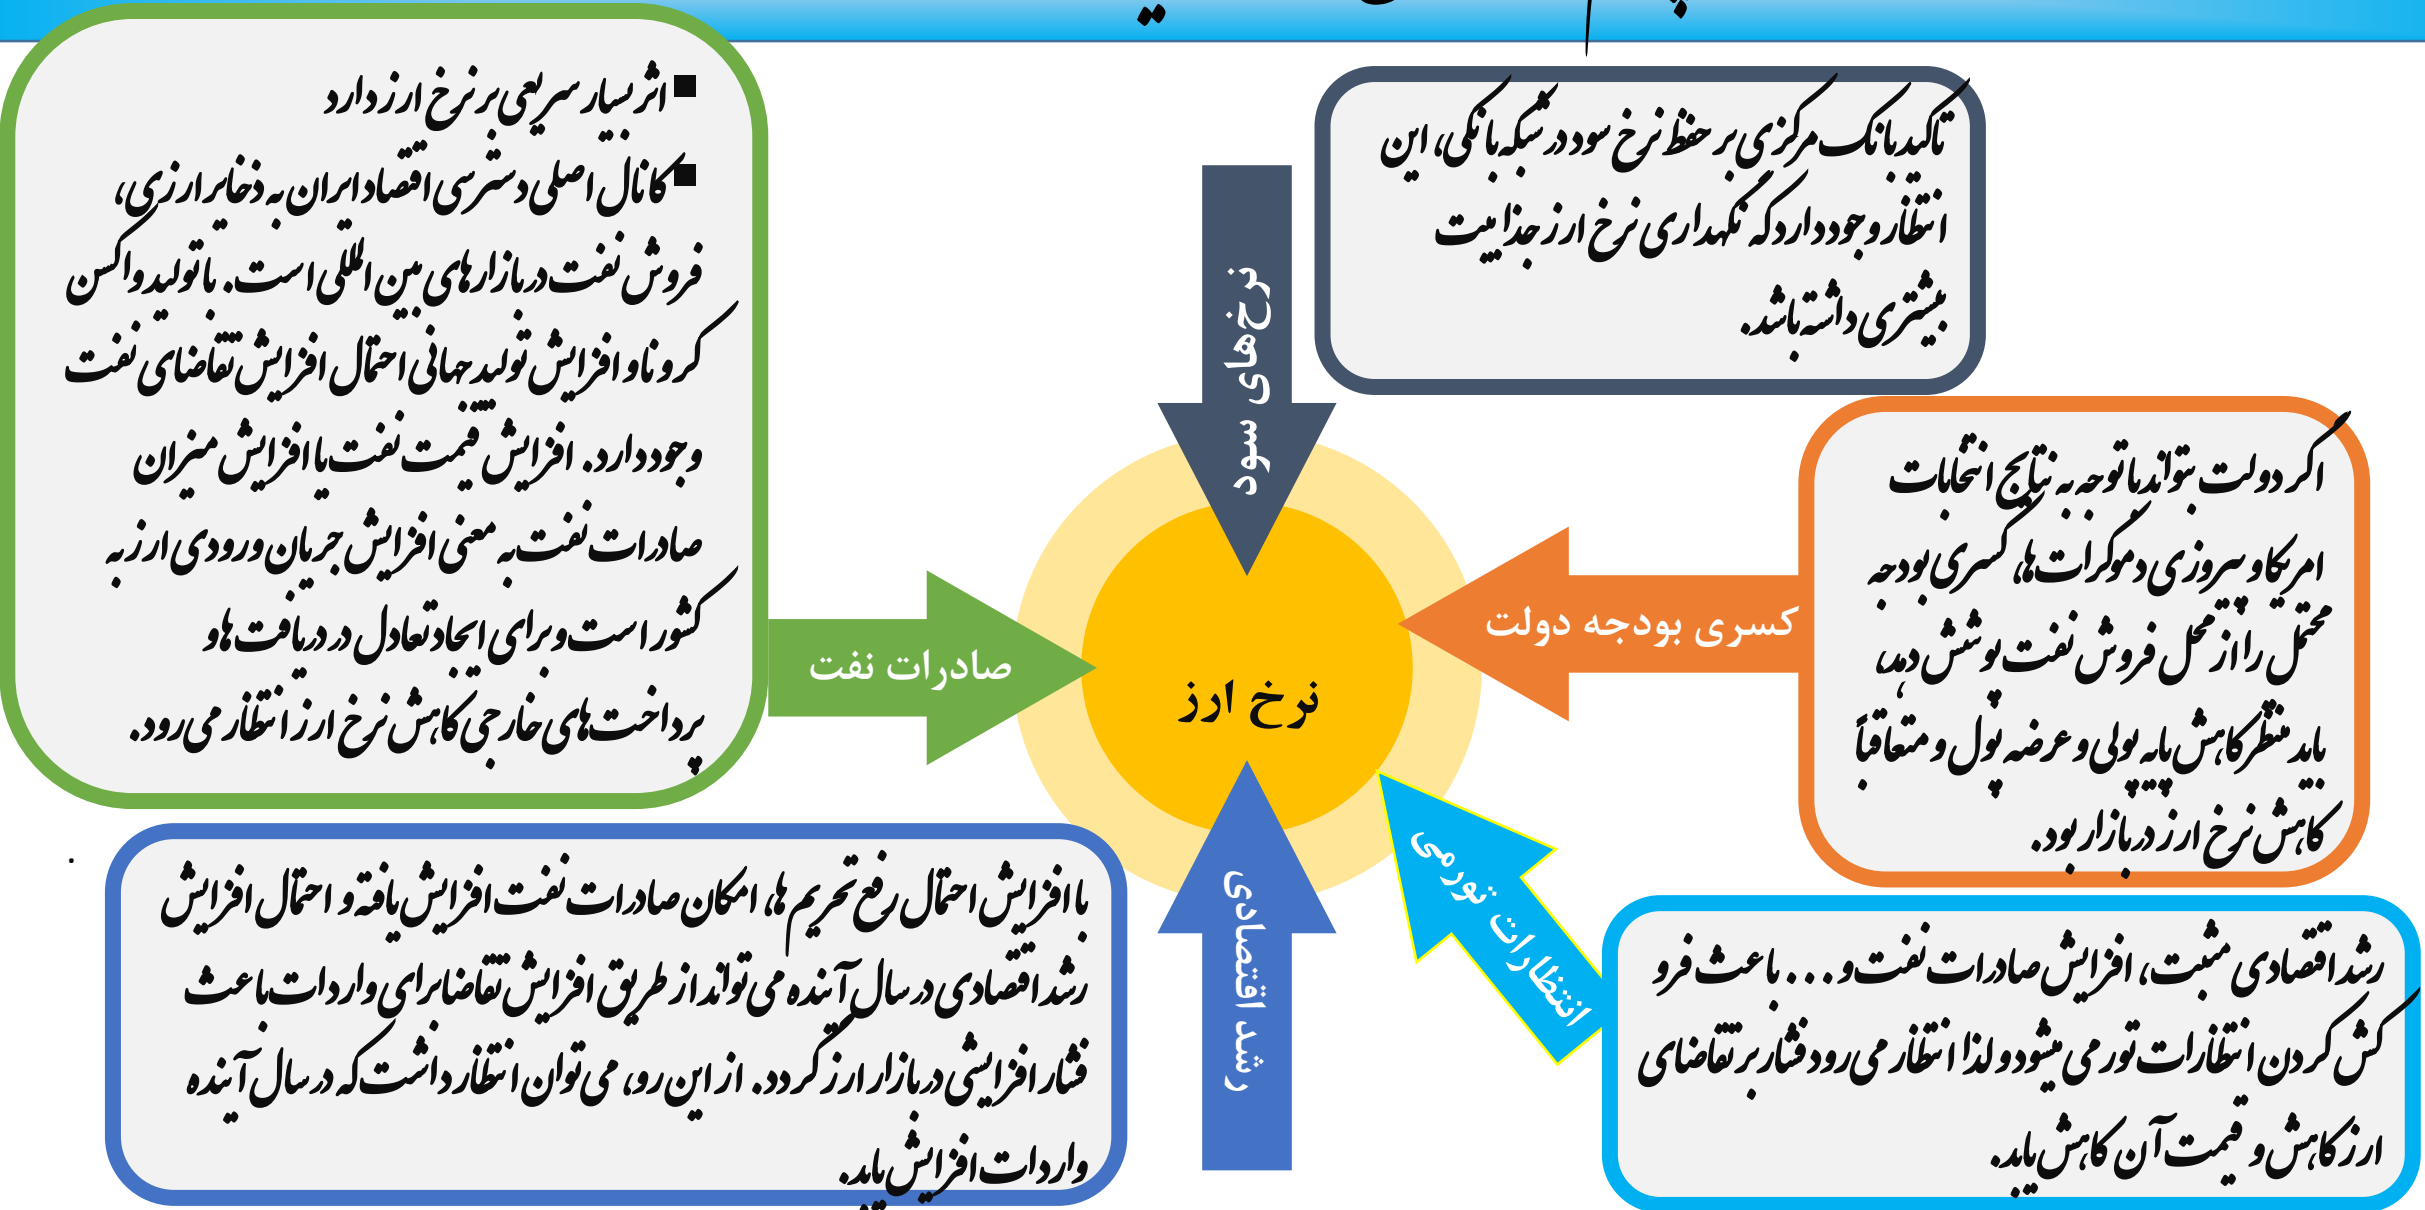 تاکید بانک مرکزی بر حفظ نرخ سود در شبکه بانکی، این
انتظار وجود دارد که نگهداری نرخ ارز جذابیت
بیشتری داشته باشد.
نرخ‌های سود
■ اثر بسیار سریعی بر نرخ ارز دارد
■ کانال اصلی دسترسی اقتصاد ایران به ذخایر ارزی،
فروش نفت در بازارهای بین المللی است. با تولید واکسن
کرونا و افزایش تولید جهانی احتمال افزایش تقاضای نفت
وجود دارد. افزایش قیمت نفت یا افزایش میزان
صادرات نفت به معنی افزایش جریان ورودی ارز به
کشور است و برای ایجاد تعادل در دریافت ها و
پرداخت های خارجی کاهش نرخ ارز انتظار می رود.
صادرات نفت
اگر دولت بتواند با توجه به نتایج انتخابات
امریکا و پیروزی دموکرات ها، کسری بودجه
محتمل را از محل فروش نفت پوشش دهد،
باید منتظر کاهش پایه پولی و عرضه پول و متعاقباً
کاهش نرخ ارز در بازار بود.
کسری بودجه دولت
نرخ ارز
با افزایش احتمال رفع تحریم ها، امکان صادرات نفت افزایش یافته و احتمال افزایش
رشد اقتصادی در سال آینده می تواند از طریق افزایش تقاضا برای واردات باعث
فشار افزایشی در بازار ارز گردد. از این رو، می توان انتظار داشت که در سال آینده
واردات افزایش یابد.
رشد اقتصادی
انتظارات تورمی
رشد اقتصادی مثبت، افزایش صادرات نفت و ... باعث فرو
کش کردن انتظارات تورمی میشود و لذا انتظار می رود فشار بر تقاضای
ارز کاهش و قیمت آن کاهش یابد.